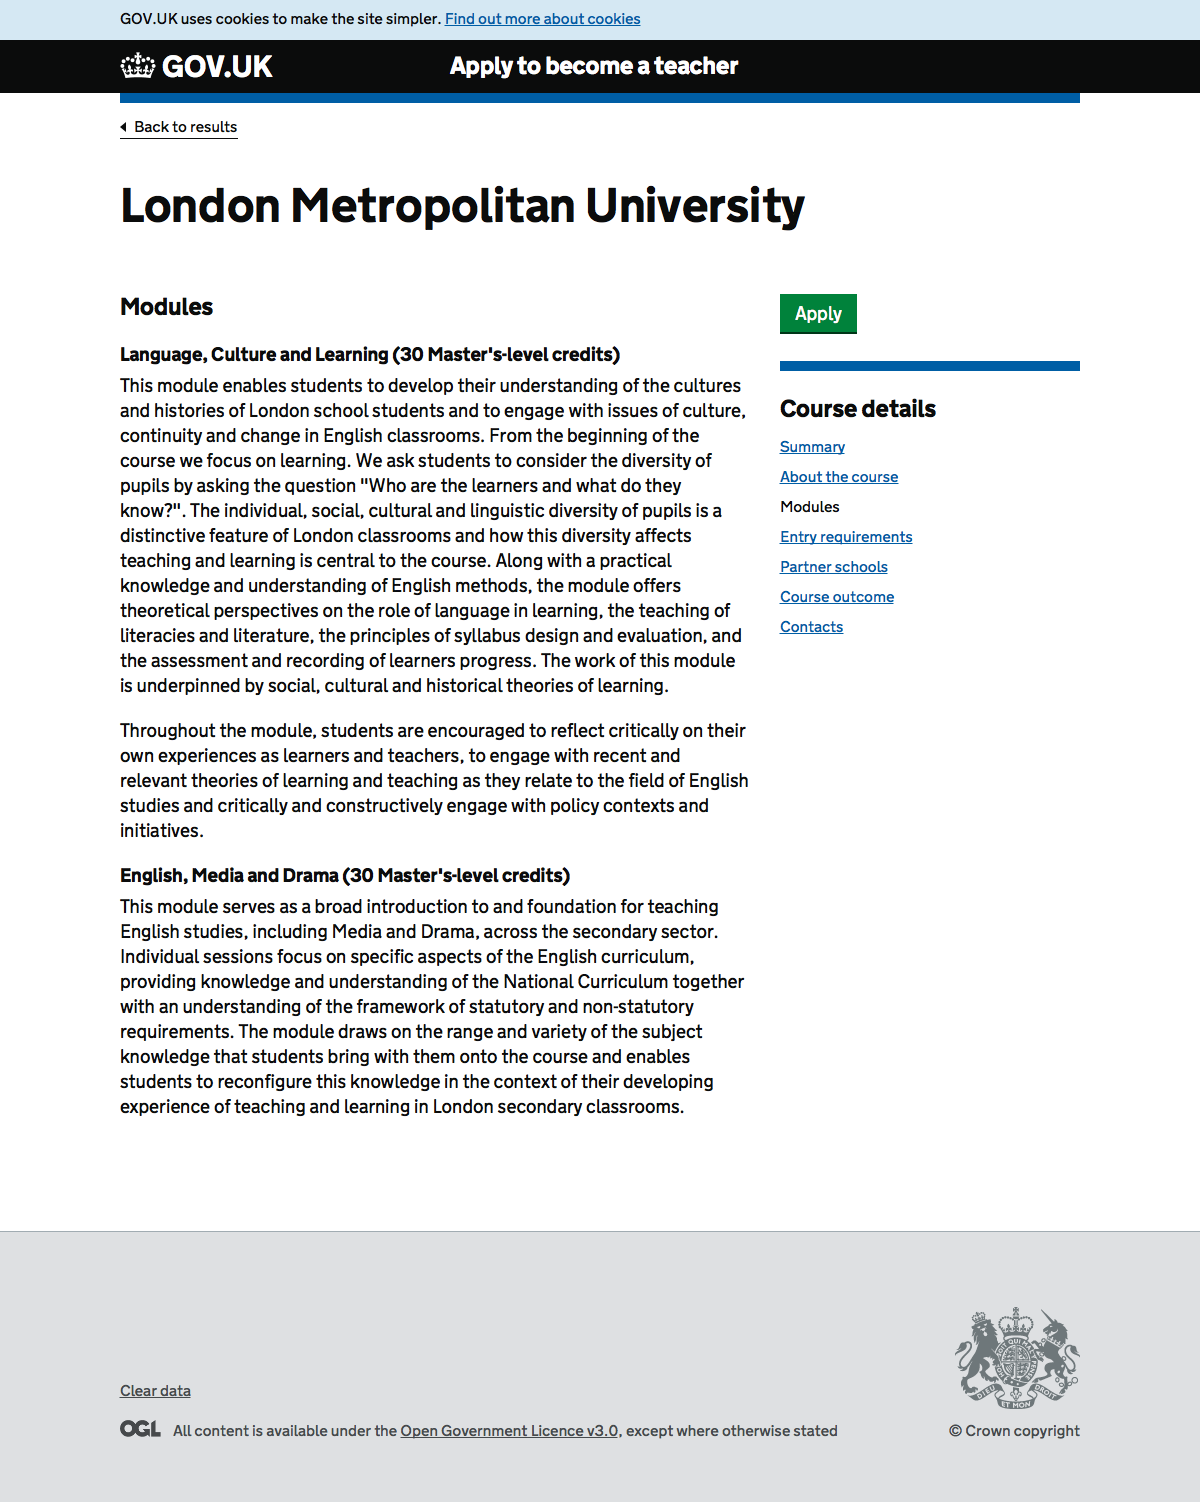 GOV.UK uses cookies to make the site simpler. Find out more about cookies
GOV.UK
Apply to become a teacher
Back to results
London Metropolitan University
Modules
Language, Culture and Learning (30 Master's-level credits)
This module enables students to develop their understanding of the cultures
and histories of London school students and to engage with issues of culture,
continuity and change in English classrooms. From the beginning of the
course we focus on learning. We ask students to consider the diversity of
pupils by asking the question "Who are the learners and what do they
know?". The individual, social, cultural and linguistic diversity of pupils is a
distinctive feature of London classrooms and how this diversity affects
teaching and learning is central to the course. Along with a practical
knowledge and understanding of English methods, the module offers
theoretical perspectives on the role of language in learning, the teaching of
literacies and literature, the principles of syllabus design and evaluation, and
the assessment and recording of learners progress. The work of this module
is underpinned by social, cultural and historical theories of learning.
Throughout the module, students are encouraged to reflect critically on their
own experiences as learners and teachers, to engage with recent and
relevant theories of learning and teaching as they relate to the field of English
studies and critically and constructively engage with policy contexts and
initiatives.
English, Media and Drama (30 Master's-level credits)
This module serves as a broad introduction to and foundation for teaching
English studies, including Media and Drama, across the secondary sector.
Individual sessions focus on specific aspects of the English curriculum,
providing knowledge and understanding of the National Curriculum together
with an understanding of the framework of statutory and non-statutory
requirements. The module draws on the range and variety of the subject
knowledge that students bring with them onto the course and enables
students to reconfigure this knowledge in the context of their developing
experience of teaching and learning in London secondary classrooms.
Apply
Course details
Summary
About the course
Modules
Entry requirements
Partner schools
Course outcome
Contacts
Clear data
OGL All content is available under the Open Government Licence v3.0, except where otherwise stated
DIEU ET MON DROIT
© Crown copyright